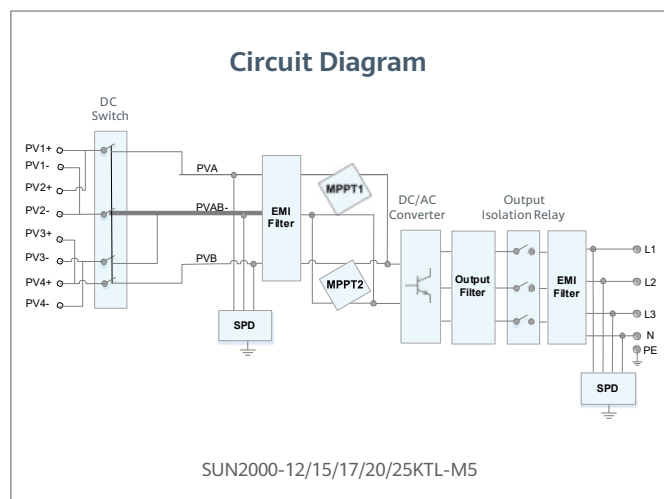 Circuit Diagram
DC
Switch
PV1+
PV1-
PV2+
PV2-
PV3+
PV3-
PV4+
PV4-
PVA
PVAB-
PVB
EMI
Filter
SPD
MPPT1
MPPT2
DC/AC
Converter
Output
Filter
Output
Isolation Relay
EMI
Filter
L1
L2
L3
N
PE
SPD
SUN2000-12/15/17/20/25KTL-M5